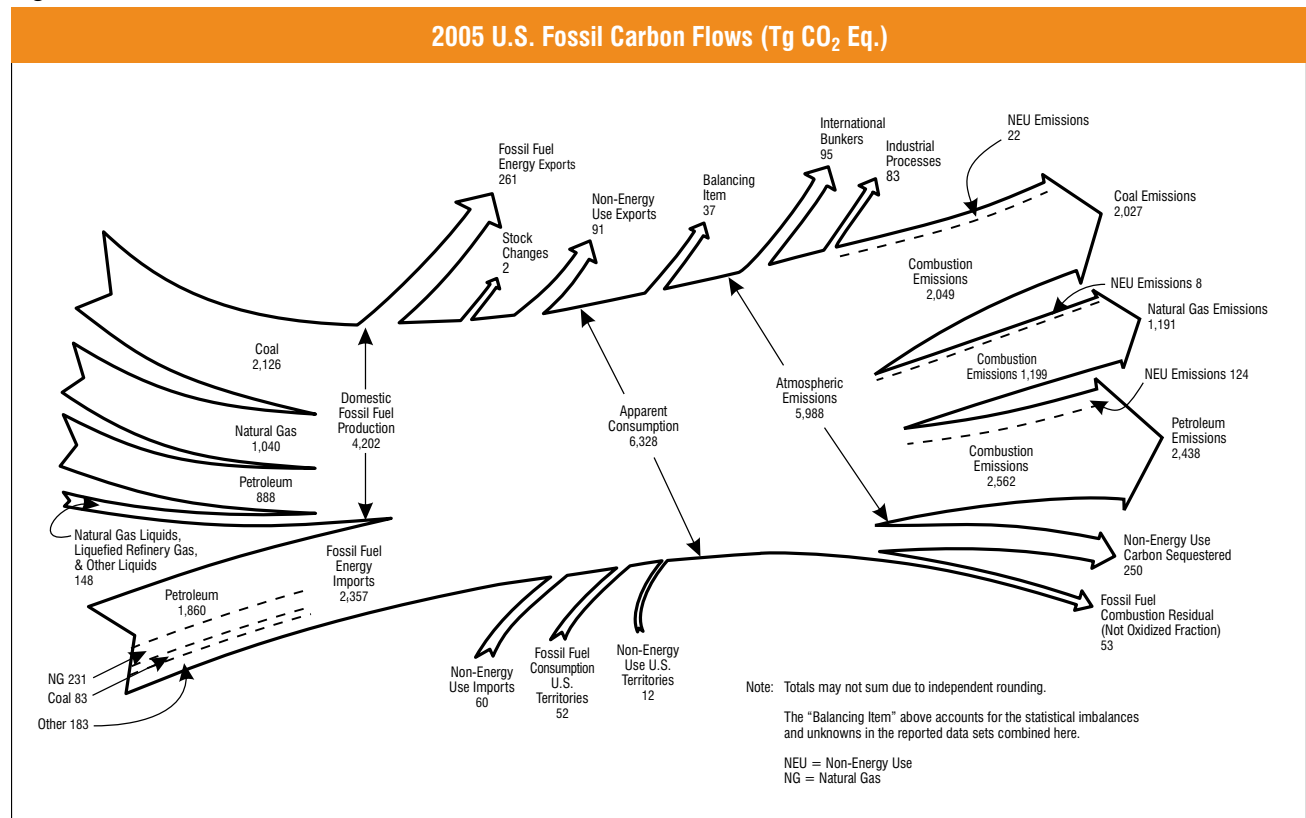 2005 U.S. Fossil Carbon Flows (Tg CO₂ Eq.)
Fossil Fuel
Energy Exports
261
Stock
Changes
2
Non-Energy
Use Exports
91
Balancing
Item
37
International
Bunkers
95
Industrial
Processes
83
NEU Emissions
22
Coal Emissions
2,027
Combustion
Emissions
2,049
NEU Emissions 8
Natural Gas Emissions
1,191
Combustion
Emissions 1,199
NEU Emissions 124
Petroleum
Emissions
2,438
Combustion
Emissions
2,562
Coal
2,126
Natural Gas
1,040
Petroleum
888
Domestic
Fossil Fuel
Production
4,202
Apparent
Consumption
6,328
Atmospheric
Emissions
5,988
Natural Gas Liquids,
Liquefied Refinery Gas,
& Other Liquids
148
Fossil Fuel
Energy
Imports
2,357
Petroleum
1,860
NG 231
Coal 83
Other 183
Non-Energy
Use Imports
60
Fossil Fuel
Consumption
U.S.
Territories
52
Non-Energy
Use U.S.
Territories
12
Non-Energy Use
Carbon Sequestered
250
Fossil Fuel
Combustion Residual
(Not Oxidized Fraction)
53
Note: Totals may not sum due to independent rounding.
The “Balancing Item” above accounts for the statistical imbalances
and unknowns in the reported data sets combined here.
NEU = Non-Energy Use
NG = Natural Gas